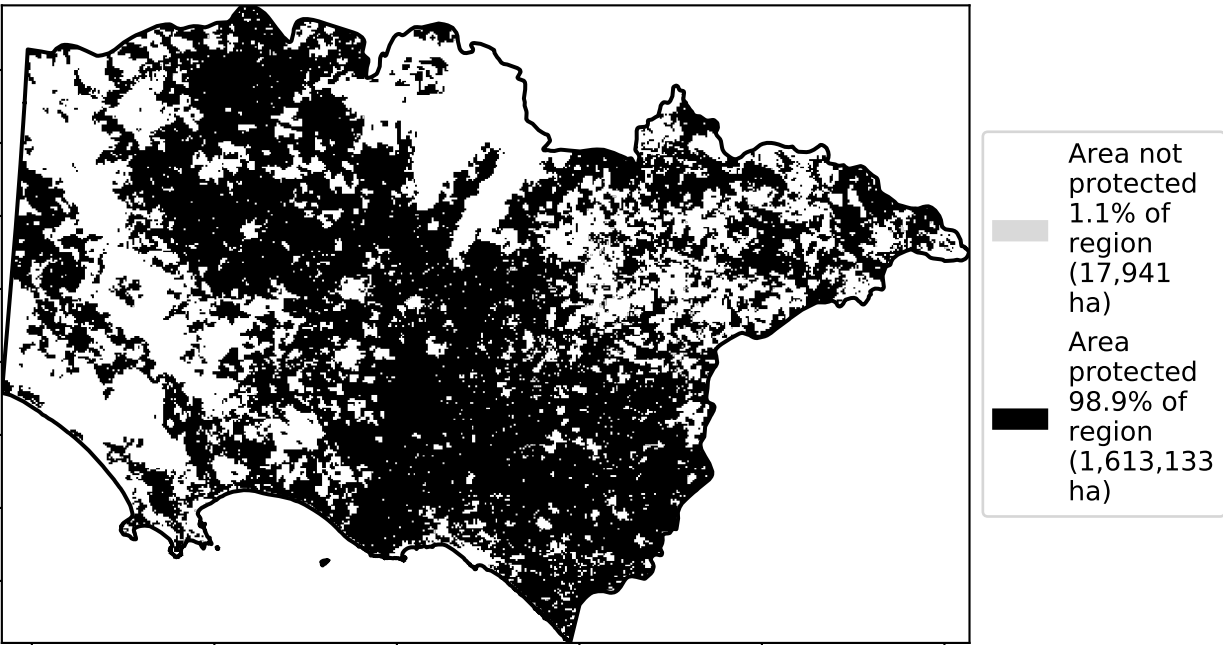 Area not
protected
1.1% of
region
(17,941
ha)
Area
protected
98.9% of
region
(1,613,133
ha)